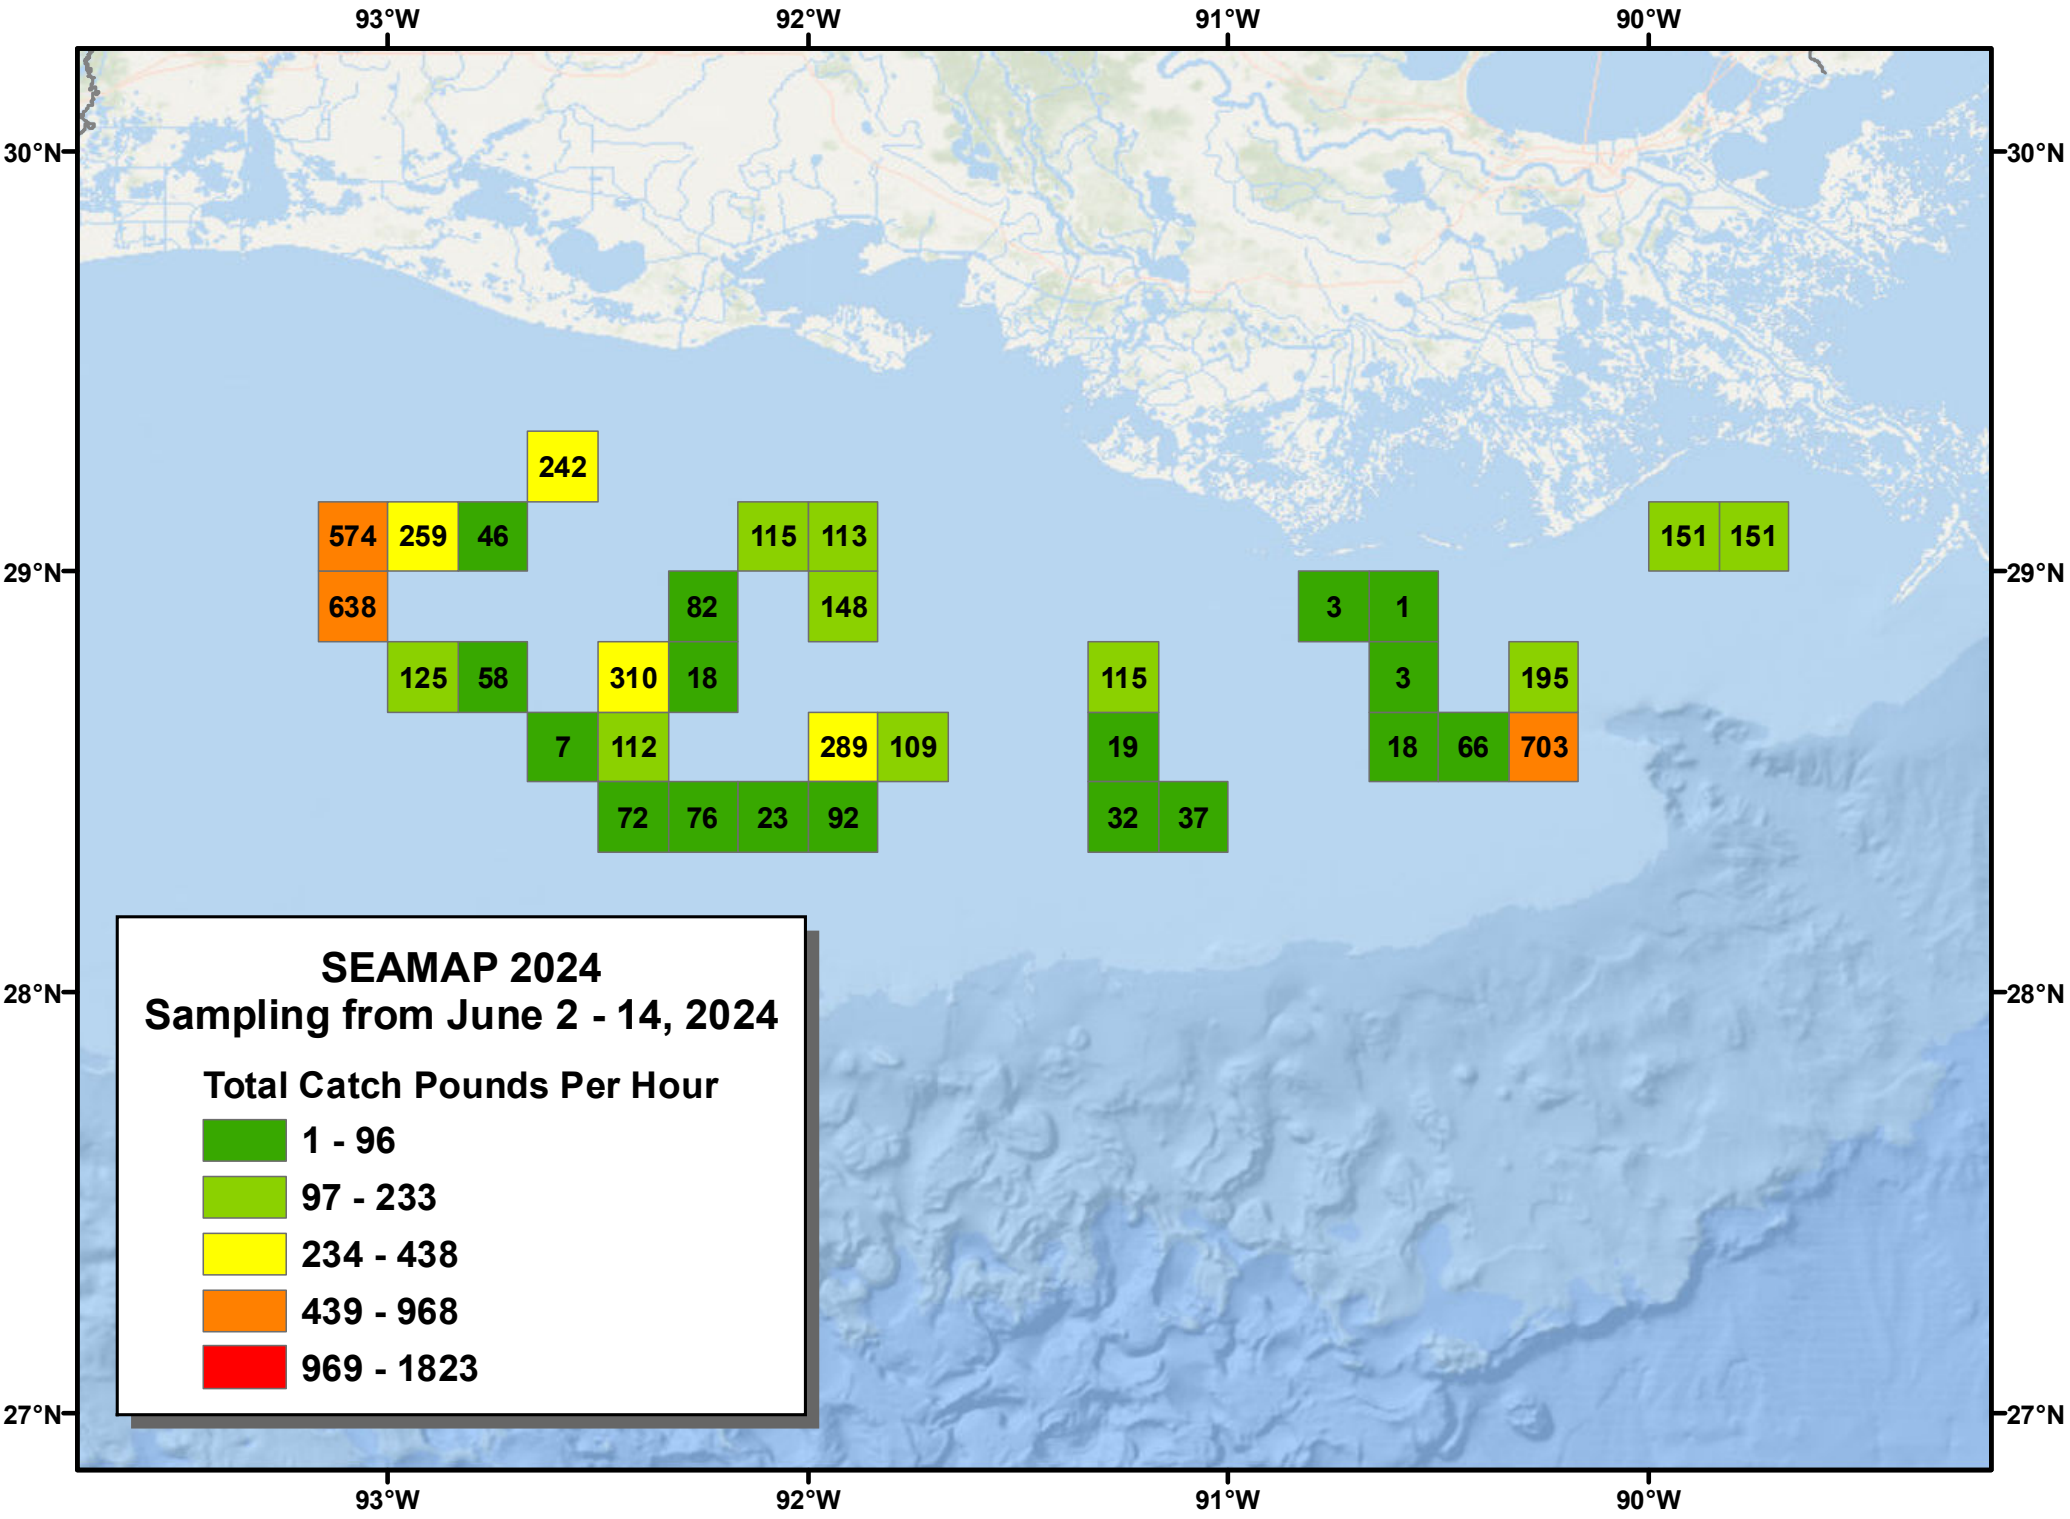 93°W 92°W 91°W 90°W
30°N 30°N
242
574 259 46 115 113 151 151
29°N 29°N
638 82 148 3 1
125 58 310 18 115 3 195
7 112 289 109 19 18 66 703
72 76 23 92 32 37
SEAMAP 2024
28°N 28°N
Sampling from June 2 - 14, 2024
Total Catch Pounds Per Hour
1 - 96
97 - 233
234 - 438
439 - 968
969 - 1823
27°N 27°N
93°W 92°W 91°W 90°W